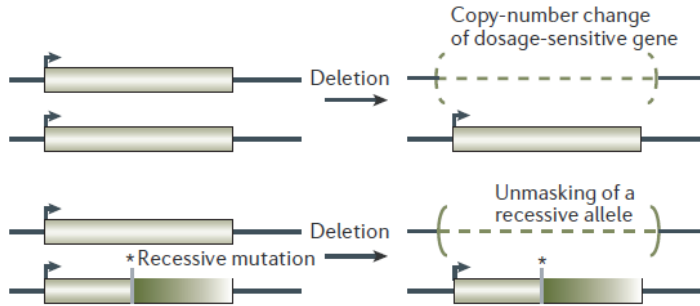 Copy-number change
of dosage-sensitive gene
Deletion
Unmasking of a
recessive allele
Deletion
*Recessive mutation
*